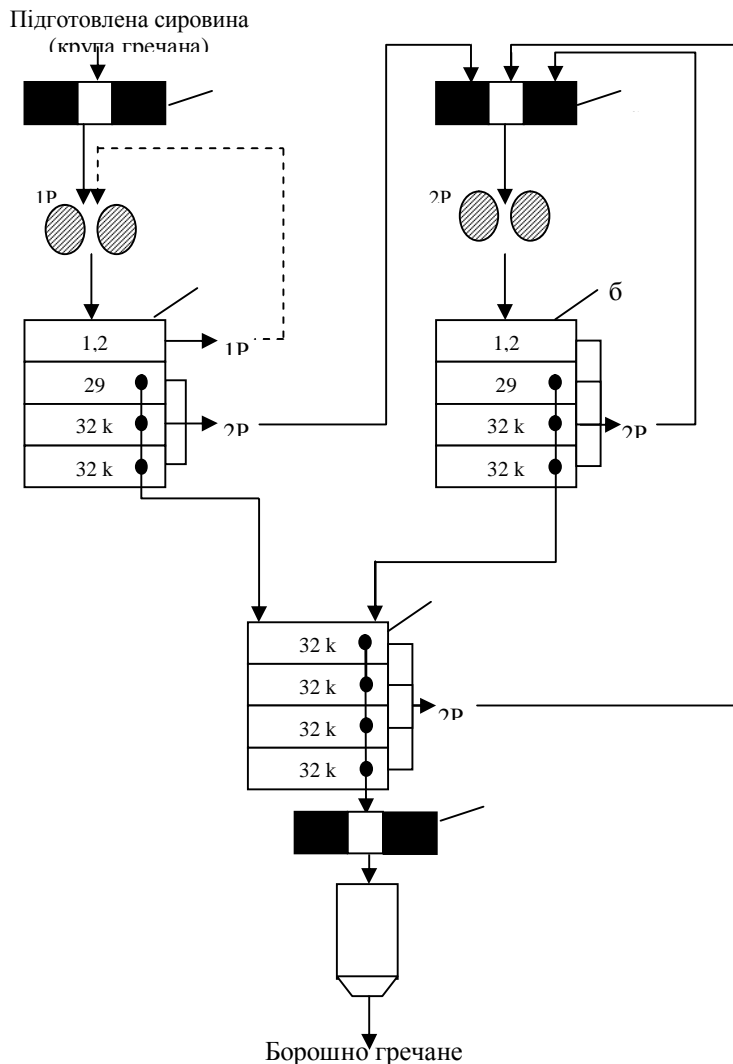 Підготовлена сировина
(крупа гречана)
1Р
2Р
б
1,2
1Р
29
32 k
2Р
32 k
1,2
29
32 k
2Р
32 k
32 k
32 k
2Р
32 k
32 k
Борошно гречане